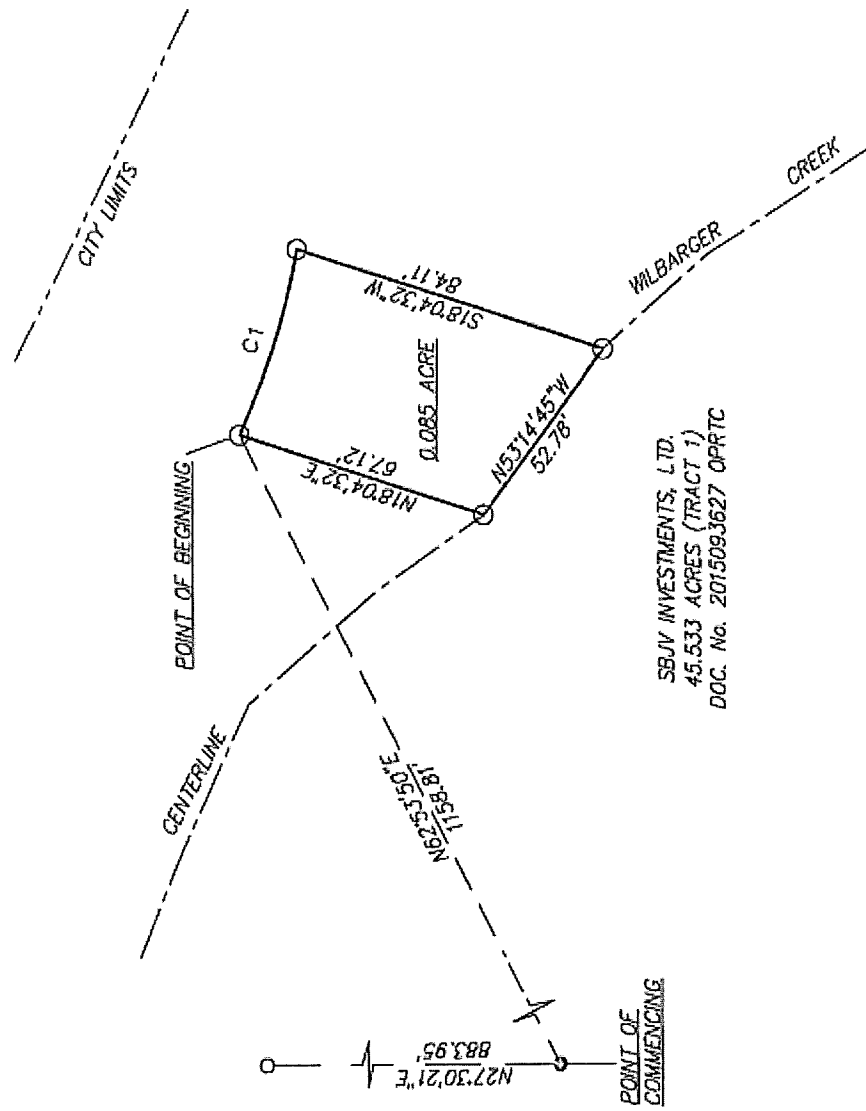 CITY LIMITS
C1
POINT OF BEGINNING
S18°04'32"W
84.11'
0.085 ACRE
N18°04'32"E
67.12'
N53°14'45"W
52.78'
WILBARGER
CREEK
CENTERLINE
N62°53'50"E
1158.81'
SBJV INVESTMENTS, LTD.
45.533 ACRES (TRACT 1)
DOC. No. 2015093627 OPRTC
N27°30'21"E
883.95'
POINT OF
COMMENCING